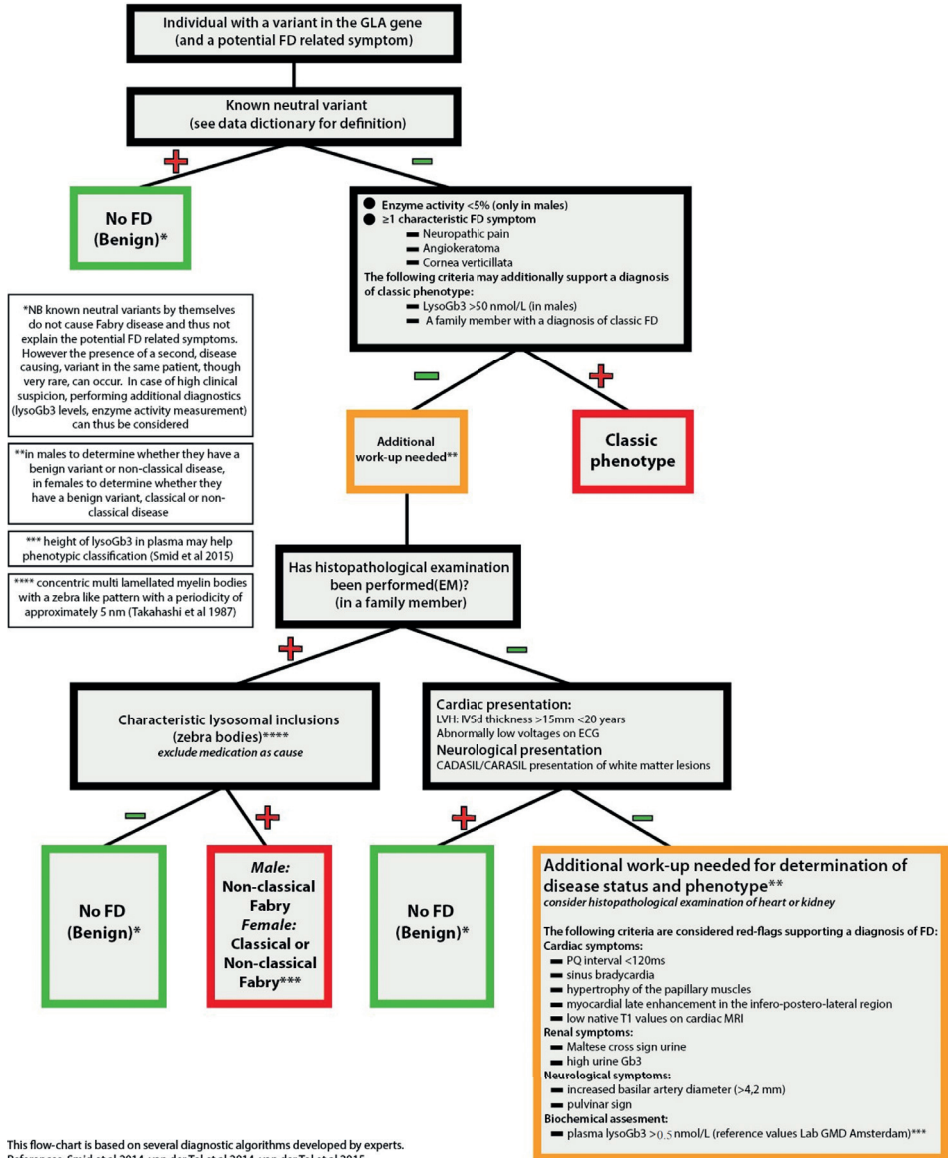 Individual with a variant in the GLA gene
(and a potential FD related symptom)
Known neutral variant
(see data dictionary for definition)
+
−
No FD
(Benign)*
● Enzyme activity <5% (only in males)
● ≥1 characteristic FD symptom
▬ Neuropathic pain
▬ Angiokeratoma
▬ Cornea verticillata
The following criteria may additionally support a diagnosis
of classic phenotype:
▬ LysoGb3 >50 nmol/L (in males)
▬ A family member with a diagnosis of classic FD
*NB known neutral variants by themselves
do not cause Fabry disease and thus not
explain the potential FD related symptoms.
However the presence of a second, disease
causing, variant in the same patient, though
very rare, can occur. In case of high clinical
suspicion, performing additional diagnostics
(lysoGb3 levels, enzyme activity measurement)
can thus be considered
**in males to determine whether they have a
benign variant or non-classical disease,
in females to determine whether they
have a benign variant, classical or non-
classical disease
*** height of lysoGb3 in plasma may help
phenotypic classification (Smid et al 2015)
**** concentric multi lamellated myelin bodies
with a zebra like pattern with a periodicity of
approximately 5 nm (Takahashi et al 1987)
−
+
Additional
work-up needed**
Classic
phenotype
Has histopathological examination
been performed(EM)?
(in a family member)
+
−
Characteristic lysosomal inclusions
(zebra bodies)****
exclude medication as cause
Cardiac presentation:
LVH: IVSd thickness >15mm <20 years
Abnormally low voltages on ECG
Neurological presentation
CADASIL/CARASIL presentation of white matter lesions
−
+
+
−
No FD
(Benign)*
Male:
Non-classical
Fabry
Female:
Classical or
Non-classical
Fabry***
No FD
(Benign)*
Additional work-up needed for determination of
disease status and phenotype**
consider histopathological examination of heart or kidney
The following criteria are considered red-flags supporting a diagnosis of FD:
Cardiac symptoms:
▬ PQ interval <120ms
▬ sinus bradycardia
▬ hypertrophy of the papillary muscles
▬ myocardial late enhancement in the infero-postero-lateral region
▬ low native T1 values on cardiac MRI
Renal symptoms:
▬ Maltese cross sign urine
▬ high urine Gb3
Neurological symptoms:
▬ increased basilar artery diameter (>4,2 mm)
▬ pulvinar sign
Biochemical assesment:
▬ plasma lysoGb3 >0.5 nmol/L (reference values Lab GMD Amsterdam)***
This flow-chart is based on several diagnostic algorithms developed by experts.
References: Smid et al 2014, van der Tol et al 2014, van der Tol et al 2015